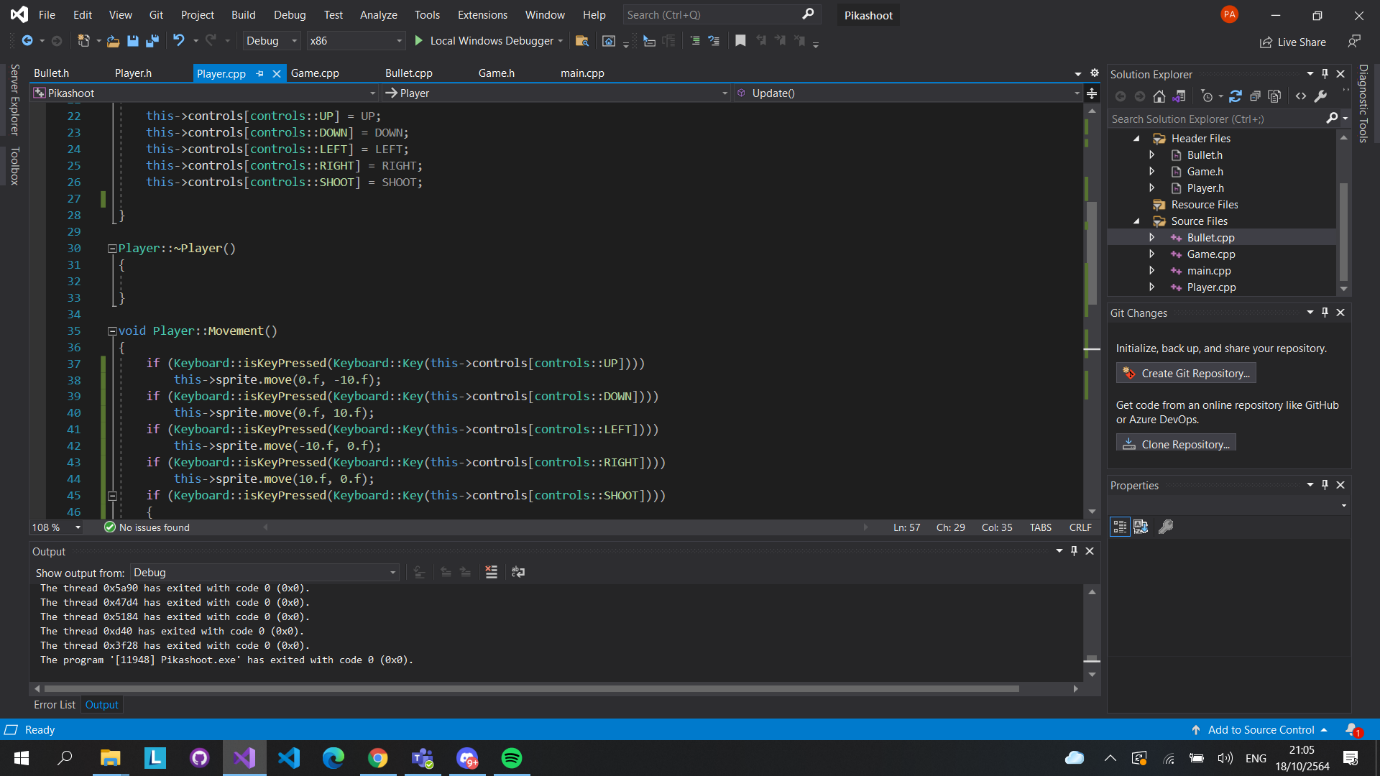 File Edit View Git Project Build Debug Test Analyze Tools Extensions Window Help Search (Ctrl+Q) Pikashoot PA
Debug x86 Local Windows Debugger Live Share
Bullet.h Player.h Player.cpp Game.cpp Bullet.cpp Game.h main.cpp
Pikashoot Player Update()
Server Explorer
Toolbox
22 this->controls[controls::UP] = UP;
23 this->controls[controls::DOWN] = DOWN;
24 this->controls[controls::LEFT] = LEFT;
25 this->controls[controls::RIGHT] = RIGHT;
26 this->controls[controls::SHOOT] = SHOOT;
27
28 }
29
30 Player::~Player()
31 {
32
33 }
34
35 void Player::Movement()
36 {
37 if (Keyboard::isKeyPressed(Keyboard::Key(this->controls[controls::UP])))
38 this->sprite.move(0.f, -10.f);
39 if (Keyboard::isKeyPressed(Keyboard::Key(this->controls[controls::DOWN])))
40 this->sprite.move(0.f, 10.f);
41 if (Keyboard::isKeyPressed(Keyboard::Key(this->controls[controls::LEFT])))
42 this->sprite.move(-10.f, 0.f);
43 if (Keyboard::isKeyPressed(Keyboard::Key(this->controls[controls::RIGHT])))
44 this->sprite.move(10.f, 0.f);
45 if (Keyboard::isKeyPressed(Keyboard::Key(this->controls[controls::SHOOT])))
46 {
108 % No issues found Ln: 57 Ch: 29 Col: 35 TABS CRLF
Output
Show output from: Debug
The thread 0x5a90 has exited with code 0 (0x0).
The thread 0x47d4 has exited with code 0 (0x0).
The thread 0x5184 has exited with code 0 (0x0).
The thread 0xd40 has exited with code 0 (0x0).
The thread 0x3f28 has exited with code 0 (0x0).
The program '[11948] Pikashoot.exe' has exited with code 0 (0x0).
Error List Output
Solution Explorer
Search Solution Explorer (Ctrl+;)
Header Files
Bullet.h
Game.h
Player.h
Resource Files
Source Files
Bullet.cpp
Game.cpp
main.cpp
Player.cpp
Git Changes
Initialize, back up, and share your repository.
Create Git Repository...
Get code from an online repository like GitHub
or Azure DevOps.
Clone Repository...
Properties
Diagnostic Tools
Ready Add to Source Control 1
L 9+ ENG 21:05
18/10/2564